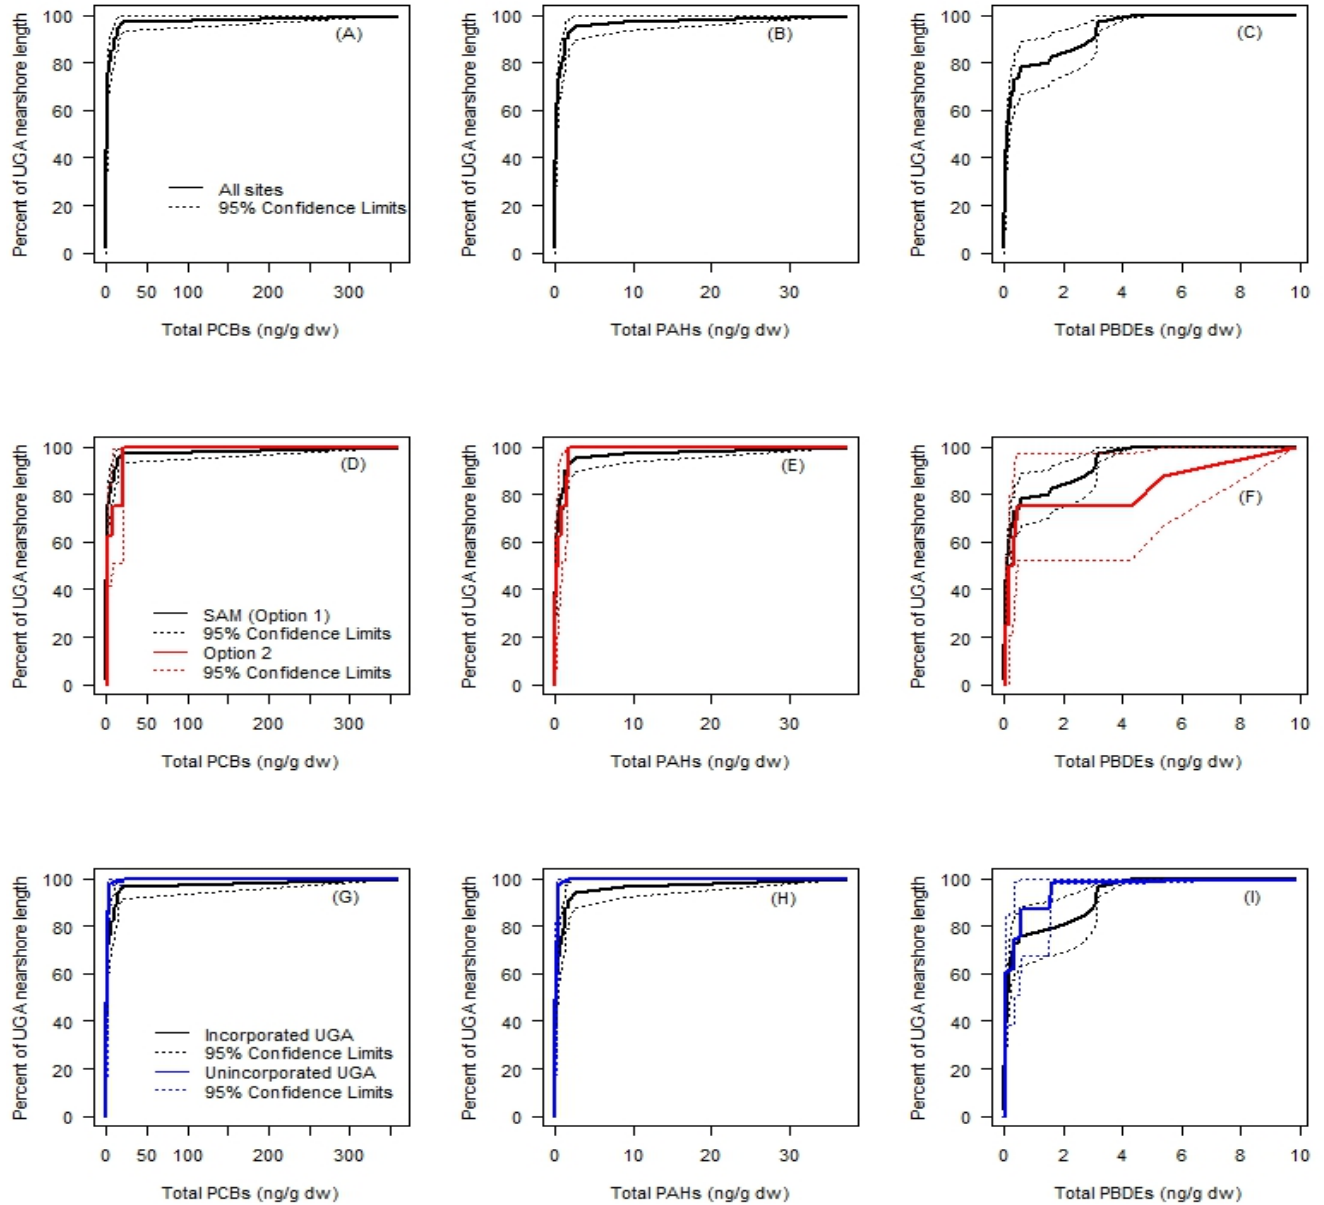 Percent of UGA nearshore length
100
80
60
40
20
0
(A)
All sites
95% Confidence Limits
0 50 100 200 300
Total PCBs (ng/g dw)
Percent of UGA nearshore length
100
80
60
40
20
0
(B)
0 10 20 30
Total PAHs (ng/g dw)
Percent of UGA nearshore length
100
80
60
40
20
0
(C)
0 2 4 6 8 10
Total PBDEs (ng/g dw)
Percent of UGA nearshore length
100
80
60
40
20
0
(D)
SAM (Option 1)
95% Confidence Limits
Option 2
95% Confidence Limits
0 50 100 200 300
Total PCBs (ng/g dw)
Percent of UGA nearshore length
100
80
60
40
20
0
(E)
0 10 20 30
Total PAHs (ng/g dw)
Percent of UGA nearshore length
100
80
60
40
20
0
(F)
0 2 4 6 8 10
Total PBDEs (ng/g dw)
Percent of UGA nearshore length
100
80
60
40
20
0
(G)
Incorporated UGA
95% Confidence Limits
Unincorporated UGA
95% Confidence Limits
0 50 100 200 300
Total PCBs (ng/g dw)
Percent of UGA nearshore length
100
80
60
40
20
0
(H)
0 10 20 30
Total PAHs (ng/g dw)
Percent of UGA nearshore length
100
80
60
40
20
0
(I)
0 2 4 6 8 10
Total PBDEs (ng/g dw)